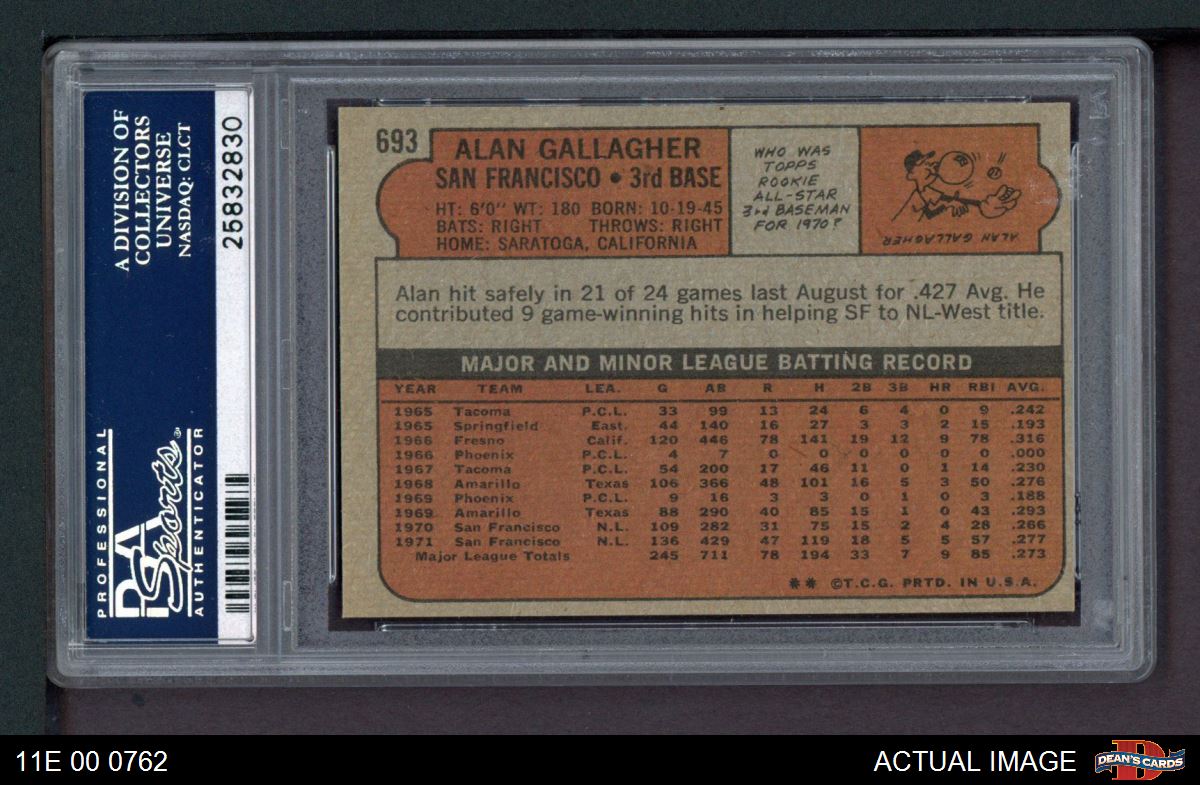 A DIVISION OF
COLLECTORS
UNIVERSE
NASDAQ: CLCT
25832830
PROFESSIONAL
PSA
Sports
AUTHENTICATOR
693
ALAN GALLAGHER
SAN FRANCISCO • 3rd BASE
HT: 6'0" WT: 180 BORN: 10-19-45
BATS: RIGHT THROWS: RIGHT
HOME: SARATOGA, CALIFORNIA
WHO WAS
TOPPS
ROOKIE
ALL-STAR
3rd BASEMAN
FOR 1970?
ALAN GALLAGHER
Alan hit safely in 21 of 24 games last August for .427 Avg. He
contributed 9 game-winning hits in helping SF to NL-West title.
MAJOR AND MINOR LEAGUE BATTING RECORD
YEAR TEAM LEA. G AB R H 2B 3B HR RBI AVG.
1965 Tacoma P.C.L. 33 99 13 24 6 4 0 9 .242
1965 Springfield East. 44 140 16 27 3 3 2 15 .193
1966 Fresno Calif. 120 446 78 141 19 12 9 78 .316
1966 Phoenix P.C.L. 4 7 0 0 0 0 0 0 .000
1967 Tacoma P.C.L. 54 200 17 46 11 0 1 14 .230
1968 Amarillo Texas 106 366 48 101 16 5 3 50 .276
1969 Phoenix P.C.L. 9 16 3 3 0 1 0 3 .188
1969 Amarillo Texas 88 290 40 85 15 1 0 43 .293
1970 San Francisco N.L. 109 282 31 75 15 2 4 28 .266
1971 San Francisco N.L. 136 429 47 119 18 5 5 57 .277
Major League Totals 245 711 78 194 33 7 9 85 .273
** ©T.C.G. PRTD. IN U.S.A.
11E 00 0762
ACTUAL IMAGE
D
DEAN'S CARDS